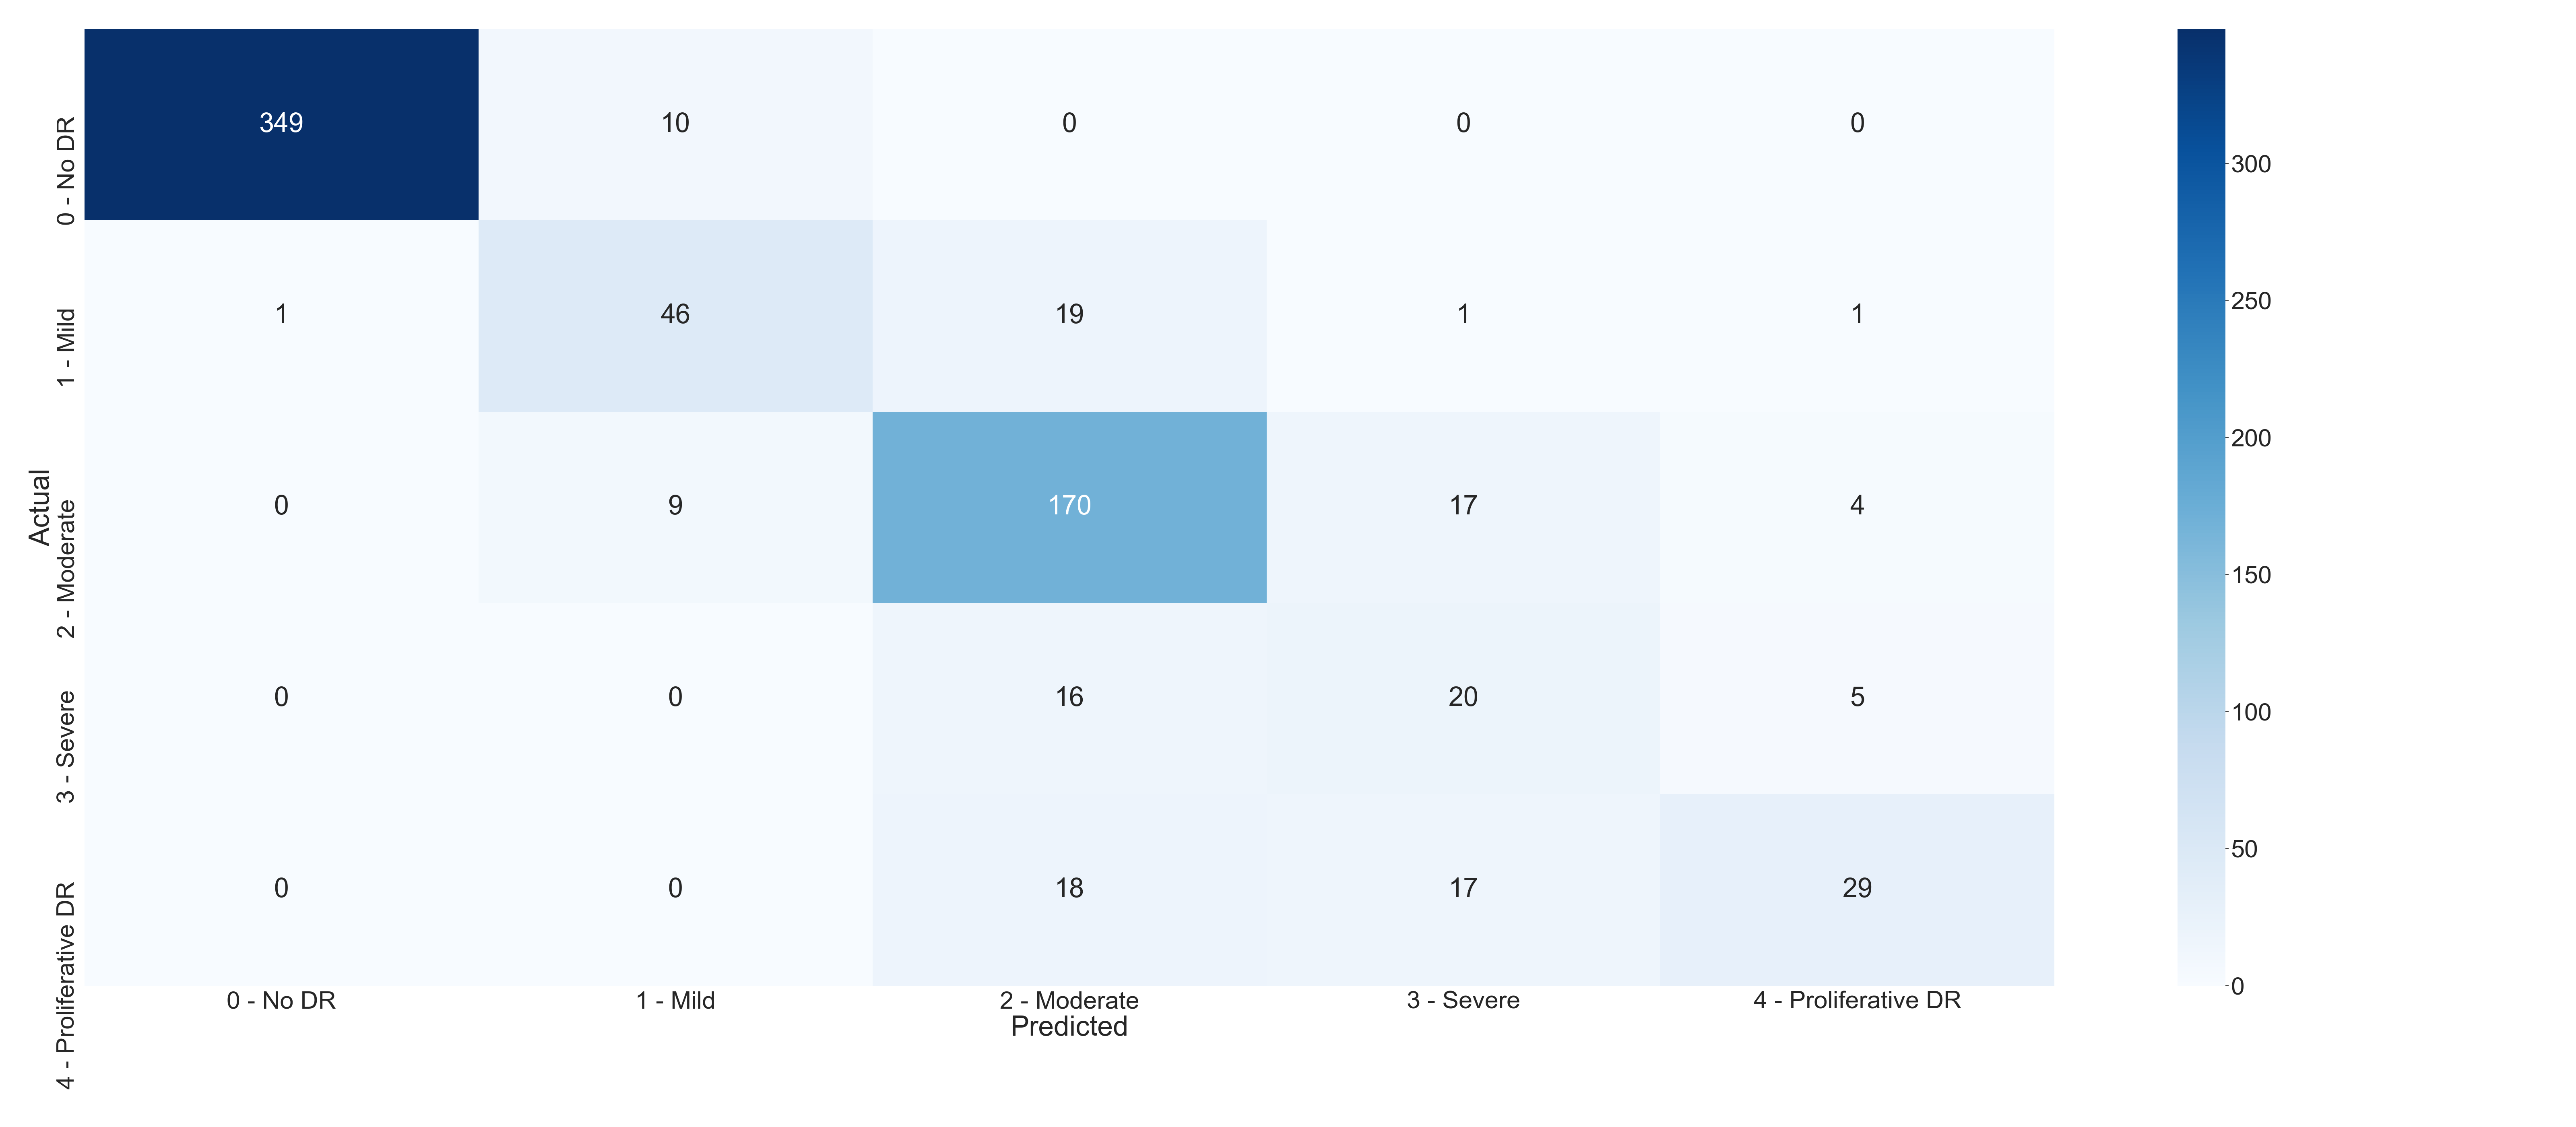 0 - No DR
349 10 0 0 0
1 - Mild
1 46 19 1 1
2 - Moderate
0 9 170 17 4
3 - Severe
0 0 16 20 5
4 - Proliferative DR
0 0 18 17 29
Actual
0 - No DR 1 - Mild 2 - Moderate 3 - Severe 4 - Proliferative DR
Predicted
300
250
200
150
100
50
0